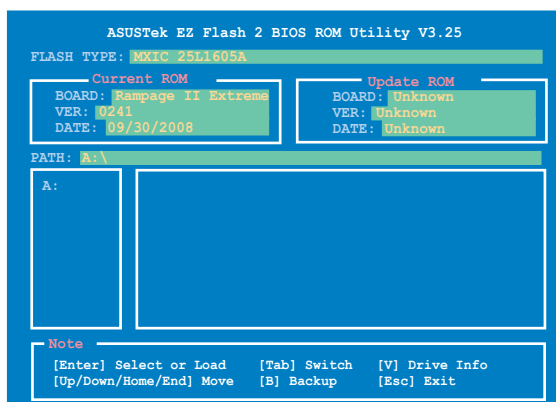 ASUSTek EZ Flash 2 BIOS ROM Utility V3.25
FLASH TYPE: MXIC 25L1605A
Current ROM
BOARD: Rampage II Extreme
VER: 0241
DATE: 09/30/2008
Update ROM
BOARD: Unknown
VER: Unknown
DATE: Unknown
PATH: A:\
A:
Note
[Enter] Select or Load [Tab] Switch [V] Drive Info
[Up/Down/Home/End] Move [B] Backup [Esc] Exit